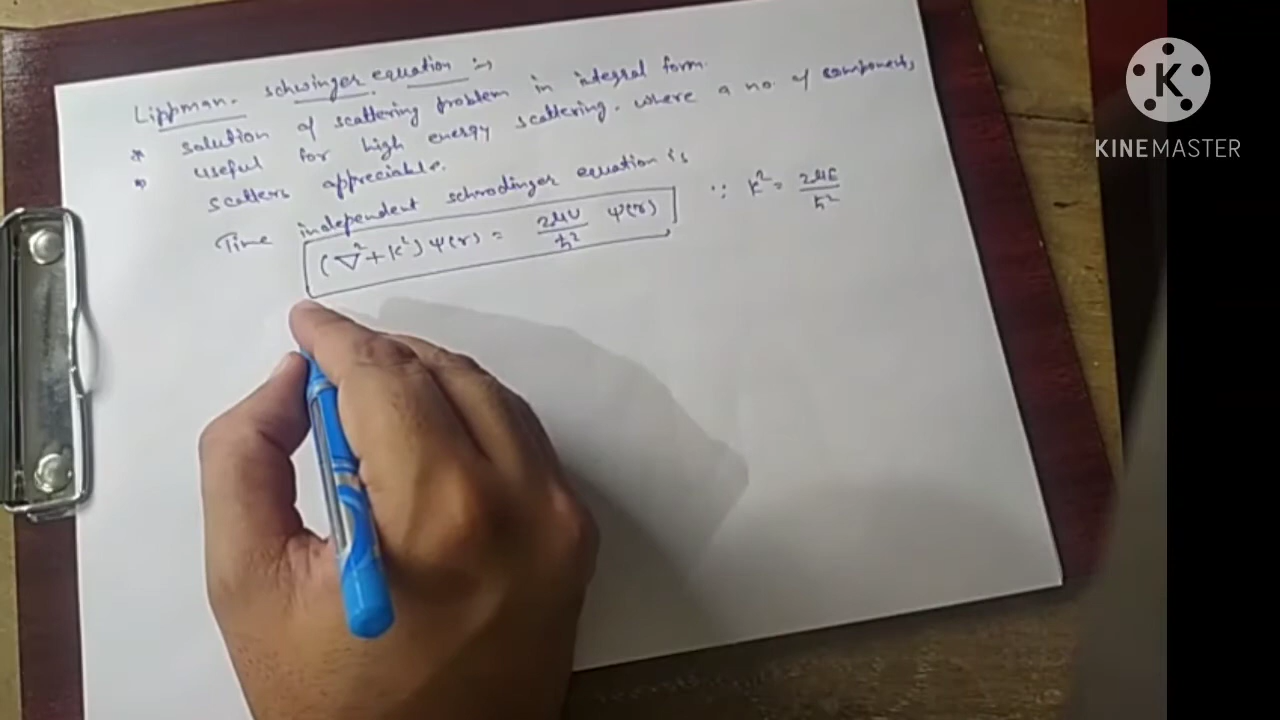 Lippman. schwinger equation :,
* solution of scattering problem in integral form.
* useful for high energy scattering. where a no. of components
scatters appreciable.
Time independent schrodinger equation is
(∇²+K²) ψ(r) = 2μV/ħ² ψ(r) ∵ K² = 2μE/ħ²
K
KINEMASTER